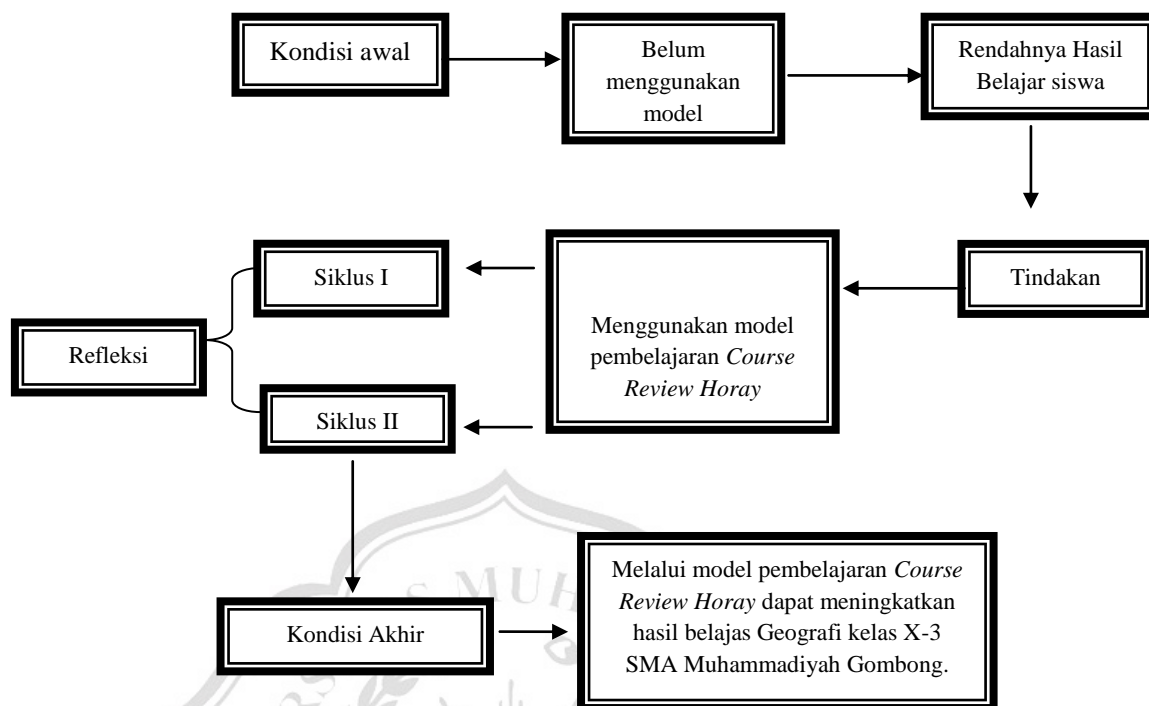 Kondisi awal
Belum
menggunakan
model
Rendahnya Hasil
Belajar siswa
Tindakan
Menggunakan model
pembelajaran Course
Review Horay
Siklus I
Refleksi
Siklus II
Kondisi Akhir
Melalui model pembelajaran Course
Review Horay dapat meningkatkan
hasil belajas Geografi kelas X-3
SMA Muhammadiyah Gombong.